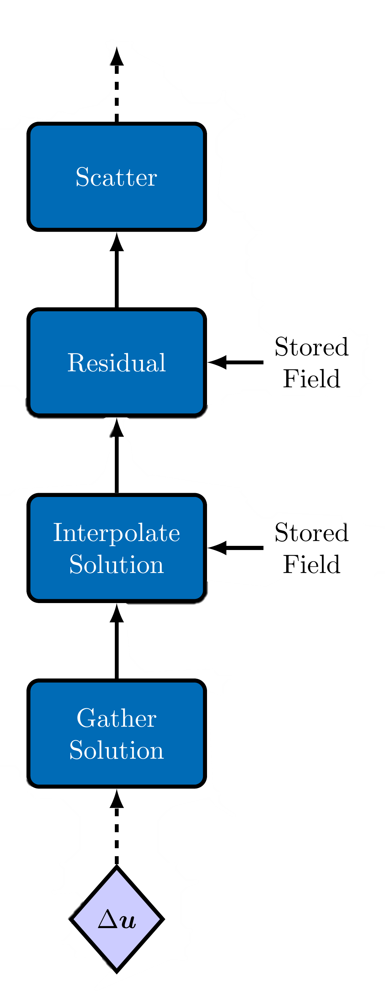 Scatter
Residual
Stored
Field
Interpolate
Solution
Stored
Field
Gather
Solution
Δu